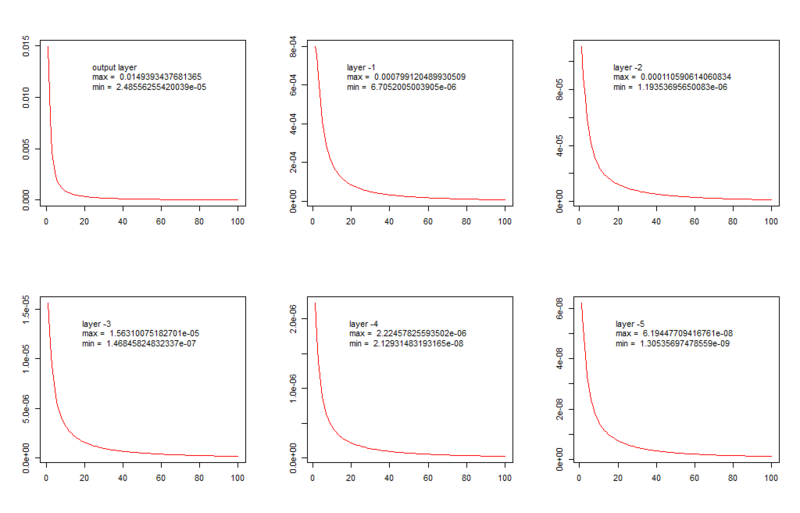 output layer
max = 0.0149393437681365
min = 2.48556255420039e-05
0.015
0.010
0.005
0.000
0 20 40 60 80 100
layer -1
max = 0.000799120489930509
min = 6.7052005003905e-06
8e-04
6e-04
4e-04
2e-04
0e+00
0 20 40 60 80 100
layer -2
max = 0.000110590614060834
min = 1.19353695650083e-06
8e-05
4e-05
0e+00
0 20 40 60 80 100
layer -3
max = 1.56310075182701e-05
min = 1.46845824832337e-07
1.5e-05
1.0e-05
5.0e-06
0.0e+00
0 20 40 60 80 100
layer -4
max = 2.22457825593502e-06
min = 2.12931483193165e-08
2.0e-06
1.0e-06
0.0e+00
0 20 40 60 80 100
layer -5
max = 6.19447709416761e-08
min = 1.30535697478559e-09
6e-08
4e-08
2e-08
0e+00
0 20 40 60 80 100